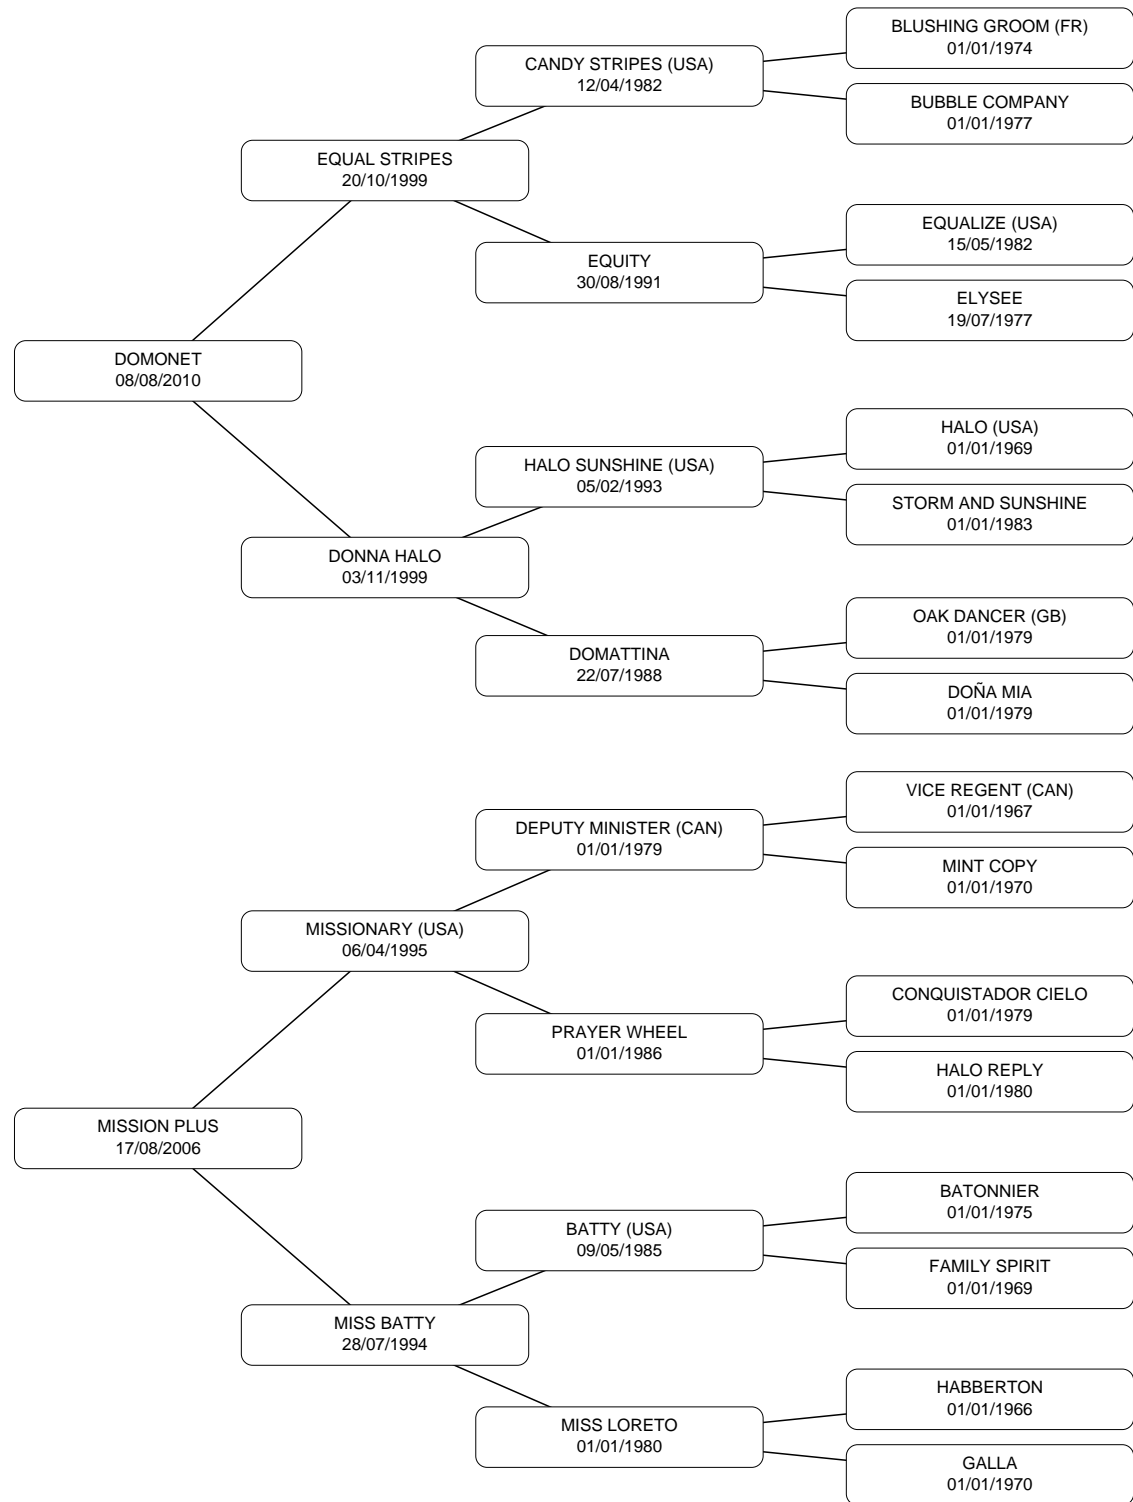 BLUSHING GROOM (FR)
01/01/1974
CANDY STRIPES (USA)
12/04/1982
BUBBLE COMPANY
01/01/1977
EQUAL STRIPES
20/10/1999
EQUALIZE (USA)
15/05/1982
EQUITY
30/08/1991
ELYSEE
19/07/1977
DOMONET
08/08/2010
HALO (USA)
01/01/1969
HALO SUNSHINE (USA)
05/02/1993
STORM AND SUNSHINE
01/01/1983
DONNA HALO
03/11/1999
OAK DANCER (GB)
01/01/1979
DOMATTINA
22/07/1988
DOÑA MIA
01/01/1979
VICE REGENT (CAN)
01/01/1967
DEPUTY MINISTER (CAN)
01/01/1979
MINT COPY
01/01/1970
MISSIONARY (USA)
06/04/1995
CONQUISTADOR CIELO
01/01/1979
PRAYER WHEEL
01/01/1986
HALO REPLY
01/01/1980
MISSION PLUS
17/08/2006
BATONNIER
01/01/1975
BATTY (USA)
09/05/1985
FAMILY SPIRIT
01/01/1969
MISS BATTY
28/07/1994
HABBERTON
01/01/1966
MISS LORETO
01/01/1980
GALLA
01/01/1970